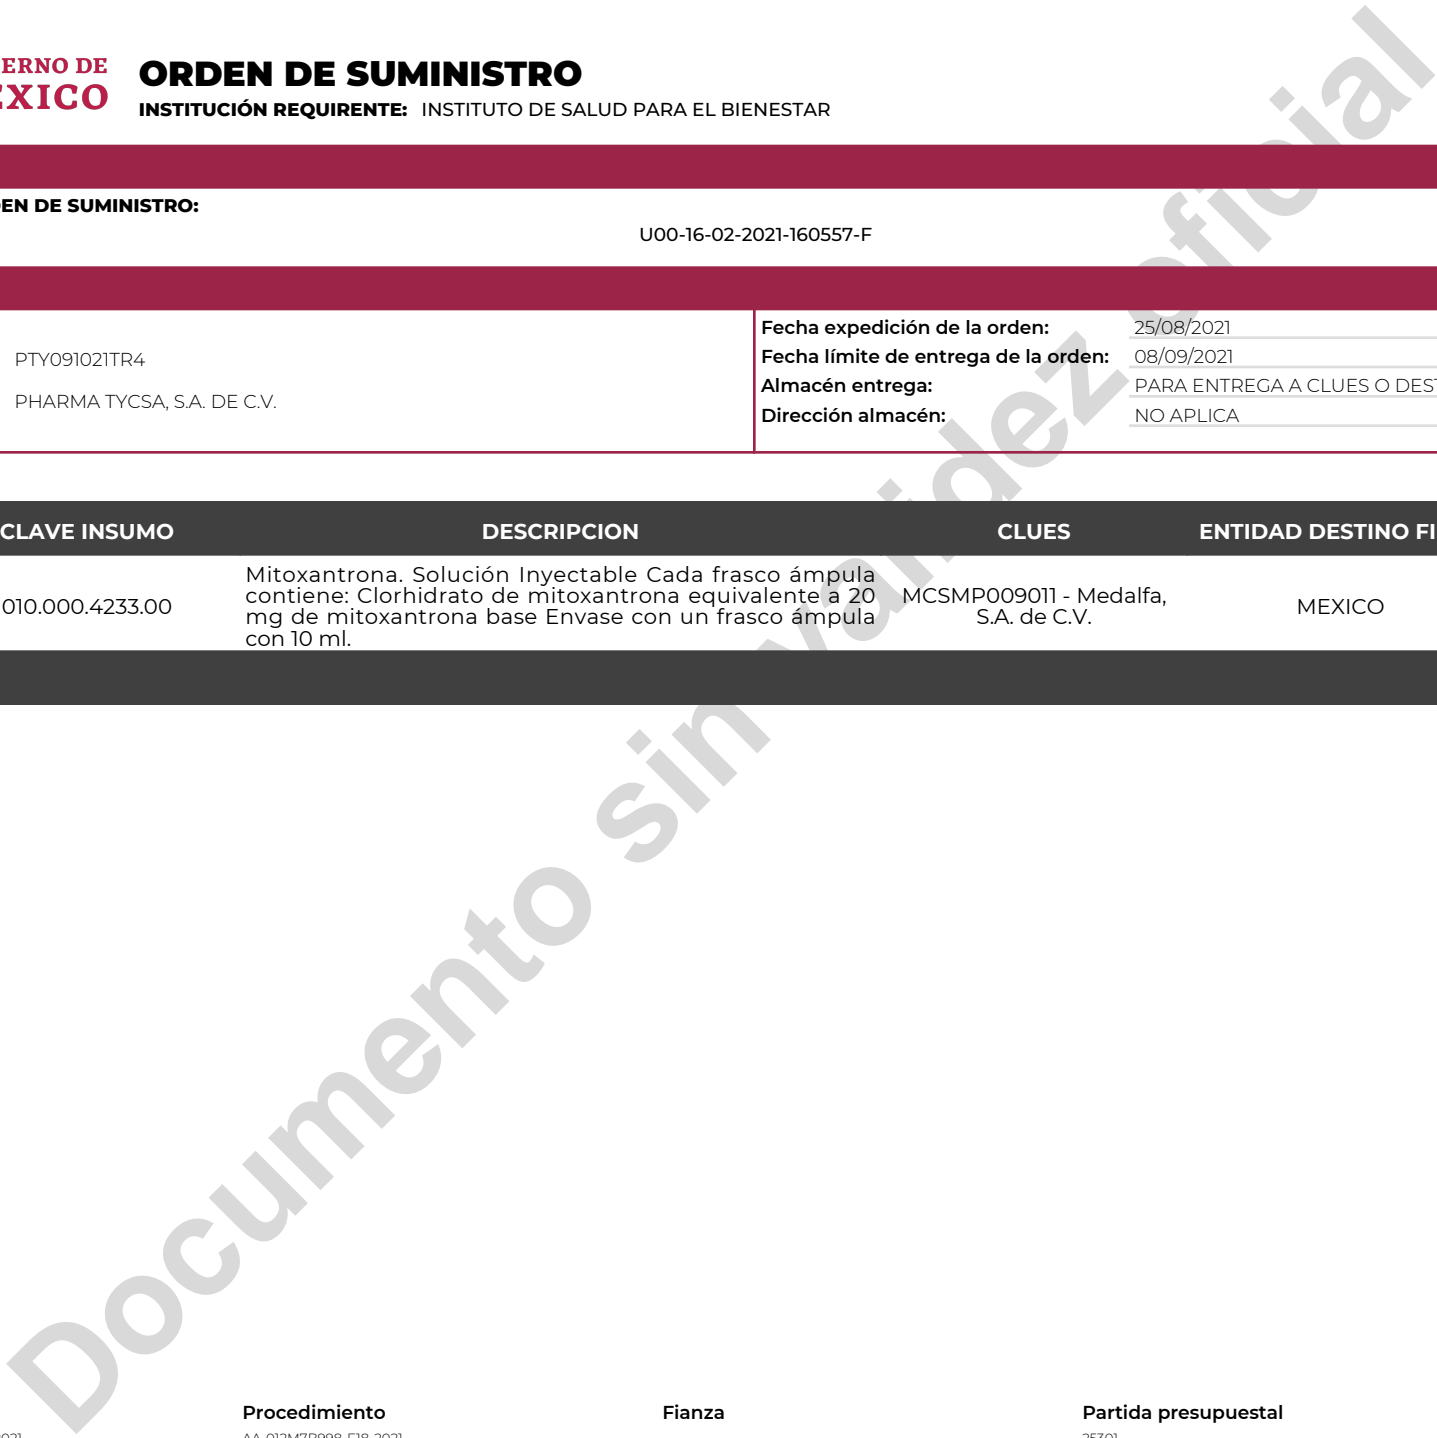 ERNO DE
EXICO
ORDEN DE SUMINISTRO
INSTITUCIÓN REQUIRENTE: INSTITUTO DE SALUD PARA EL BIENESTAR
EN DE SUMINISTRO:
U00-16-02-2021-160557-F
PTY091021TR4
PHARMA TYCSA, S.A. DE C.V.
Fecha expedición de la orden: 25/08/2021
Fecha límite de entrega de la orden: 08/09/2021
Almacén entrega: PARA ENTREGA A CLUES O DEST
Dirección almacén: NO APLICA
CLAVE INSUMO DESCRIPCION CLUES ENTIDAD DESTINO FI
010.000.4233.00
Mitoxantrona. Solución Inyectable Cada frasco ámpula
contiene: Clorhidrato de mitoxantrona equivalente a 20
mg de mitoxantrona base Envase con un frasco ámpula
con 10 ml.
MCSMP009011 - Medalfa,
S.A. de C.V.
MEXICO
Documento sin validez oficial
Procedimiento Fianza Partida presupuestal